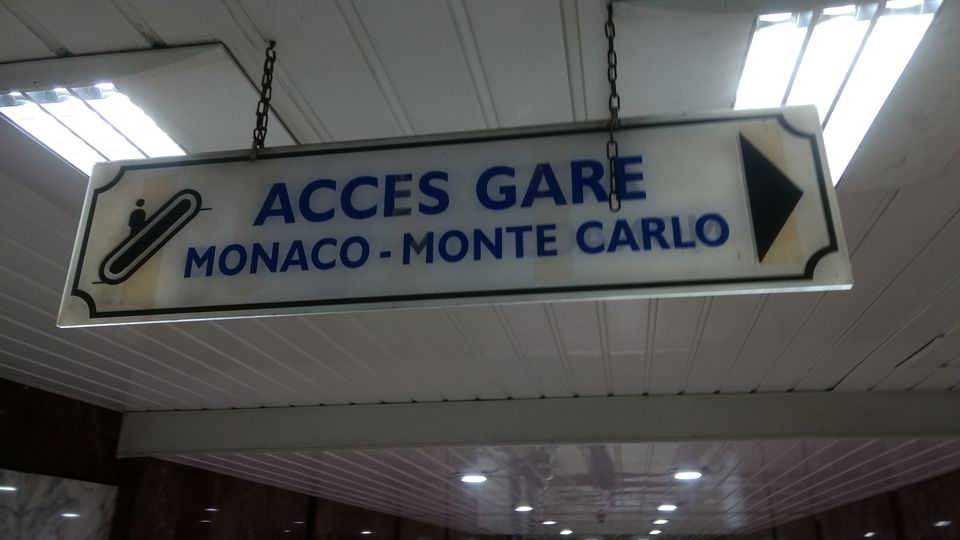 ACCES GARE
MONACO - MONTE CARLO